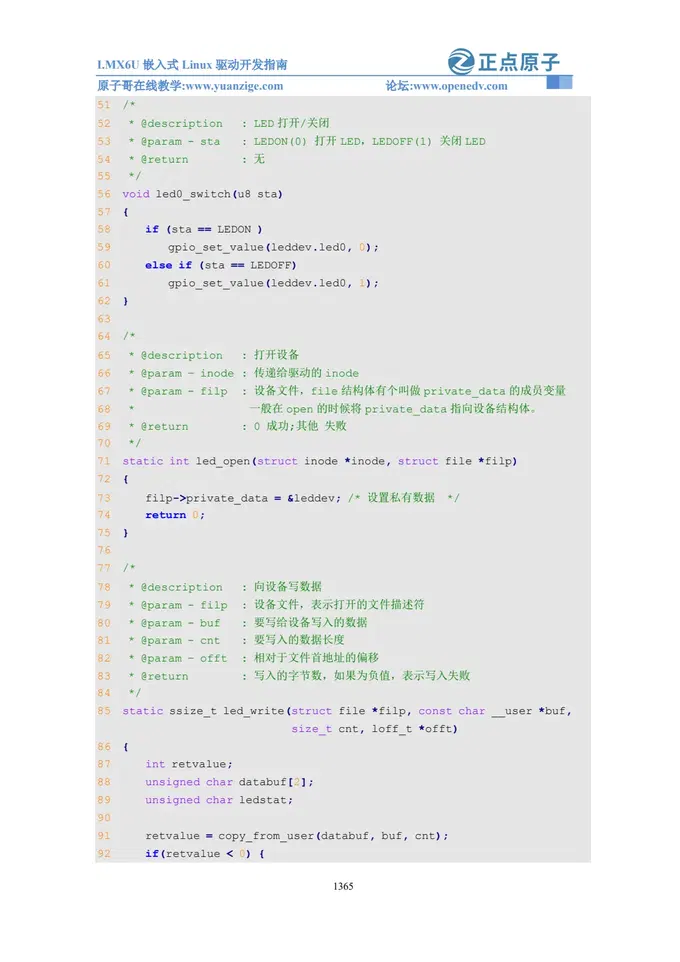 I.MX6U 嵌入式 Linux 驱动开发指南
正点原子
原子哥在线教学:www.yuanzige.com 论坛:www.openedv.com
51 /*
52 * @description : LED 打开/关闭
53 * @param - sta : LEDON(0) 打开 LED，LEDOFF(1) 关闭 LED
54 * @return : 无
55 */
56 void led0_switch(u8 sta)
57 {
58 if (sta == LEDON )
59 gpio_set_value(leddev.led0, 0);
60 else if (sta == LEDOFF)
61 gpio_set_value(leddev.led0, 1);
62 }
63
64 /*
65 * @description : 打开设备
66 * @param – inode : 传递给驱动的 inode
67 * @param - filp : 设备文件，file 结构体有个叫做 private_data 的成员变量
68 * 一般在 open 的时候将 private_data 指向设备结构体。
69 * @return : 0 成功;其他 失败
70 */
71 static int led_open(struct inode *inode, struct file *filp)
72 {
73 filp->private_data = &leddev; /* 设置私有数据 */
74 return 0;
75 }
76
77 /*
78 * @description : 向设备写数据
79 * @param - filp : 设备文件，表示打开的文件描述符
80 * @param - buf : 要写给设备写入的数据
81 * @param - cnt : 要写入的数据长度
82 * @param – offt : 相对于文件首地址的偏移
83 * @return : 写入的字节数，如果为负值，表示写入失败
84 */
85 static ssize_t led_write(struct file *filp, const char __user *buf,
size_t cnt, loff_t *offt)
86 {
87 int retvalue;
88 unsigned char databuf[2];
89 unsigned char ledstat;
90
91 retvalue = copy_from_user(databuf, buf, cnt);
92 if(retvalue < 0) {
1365